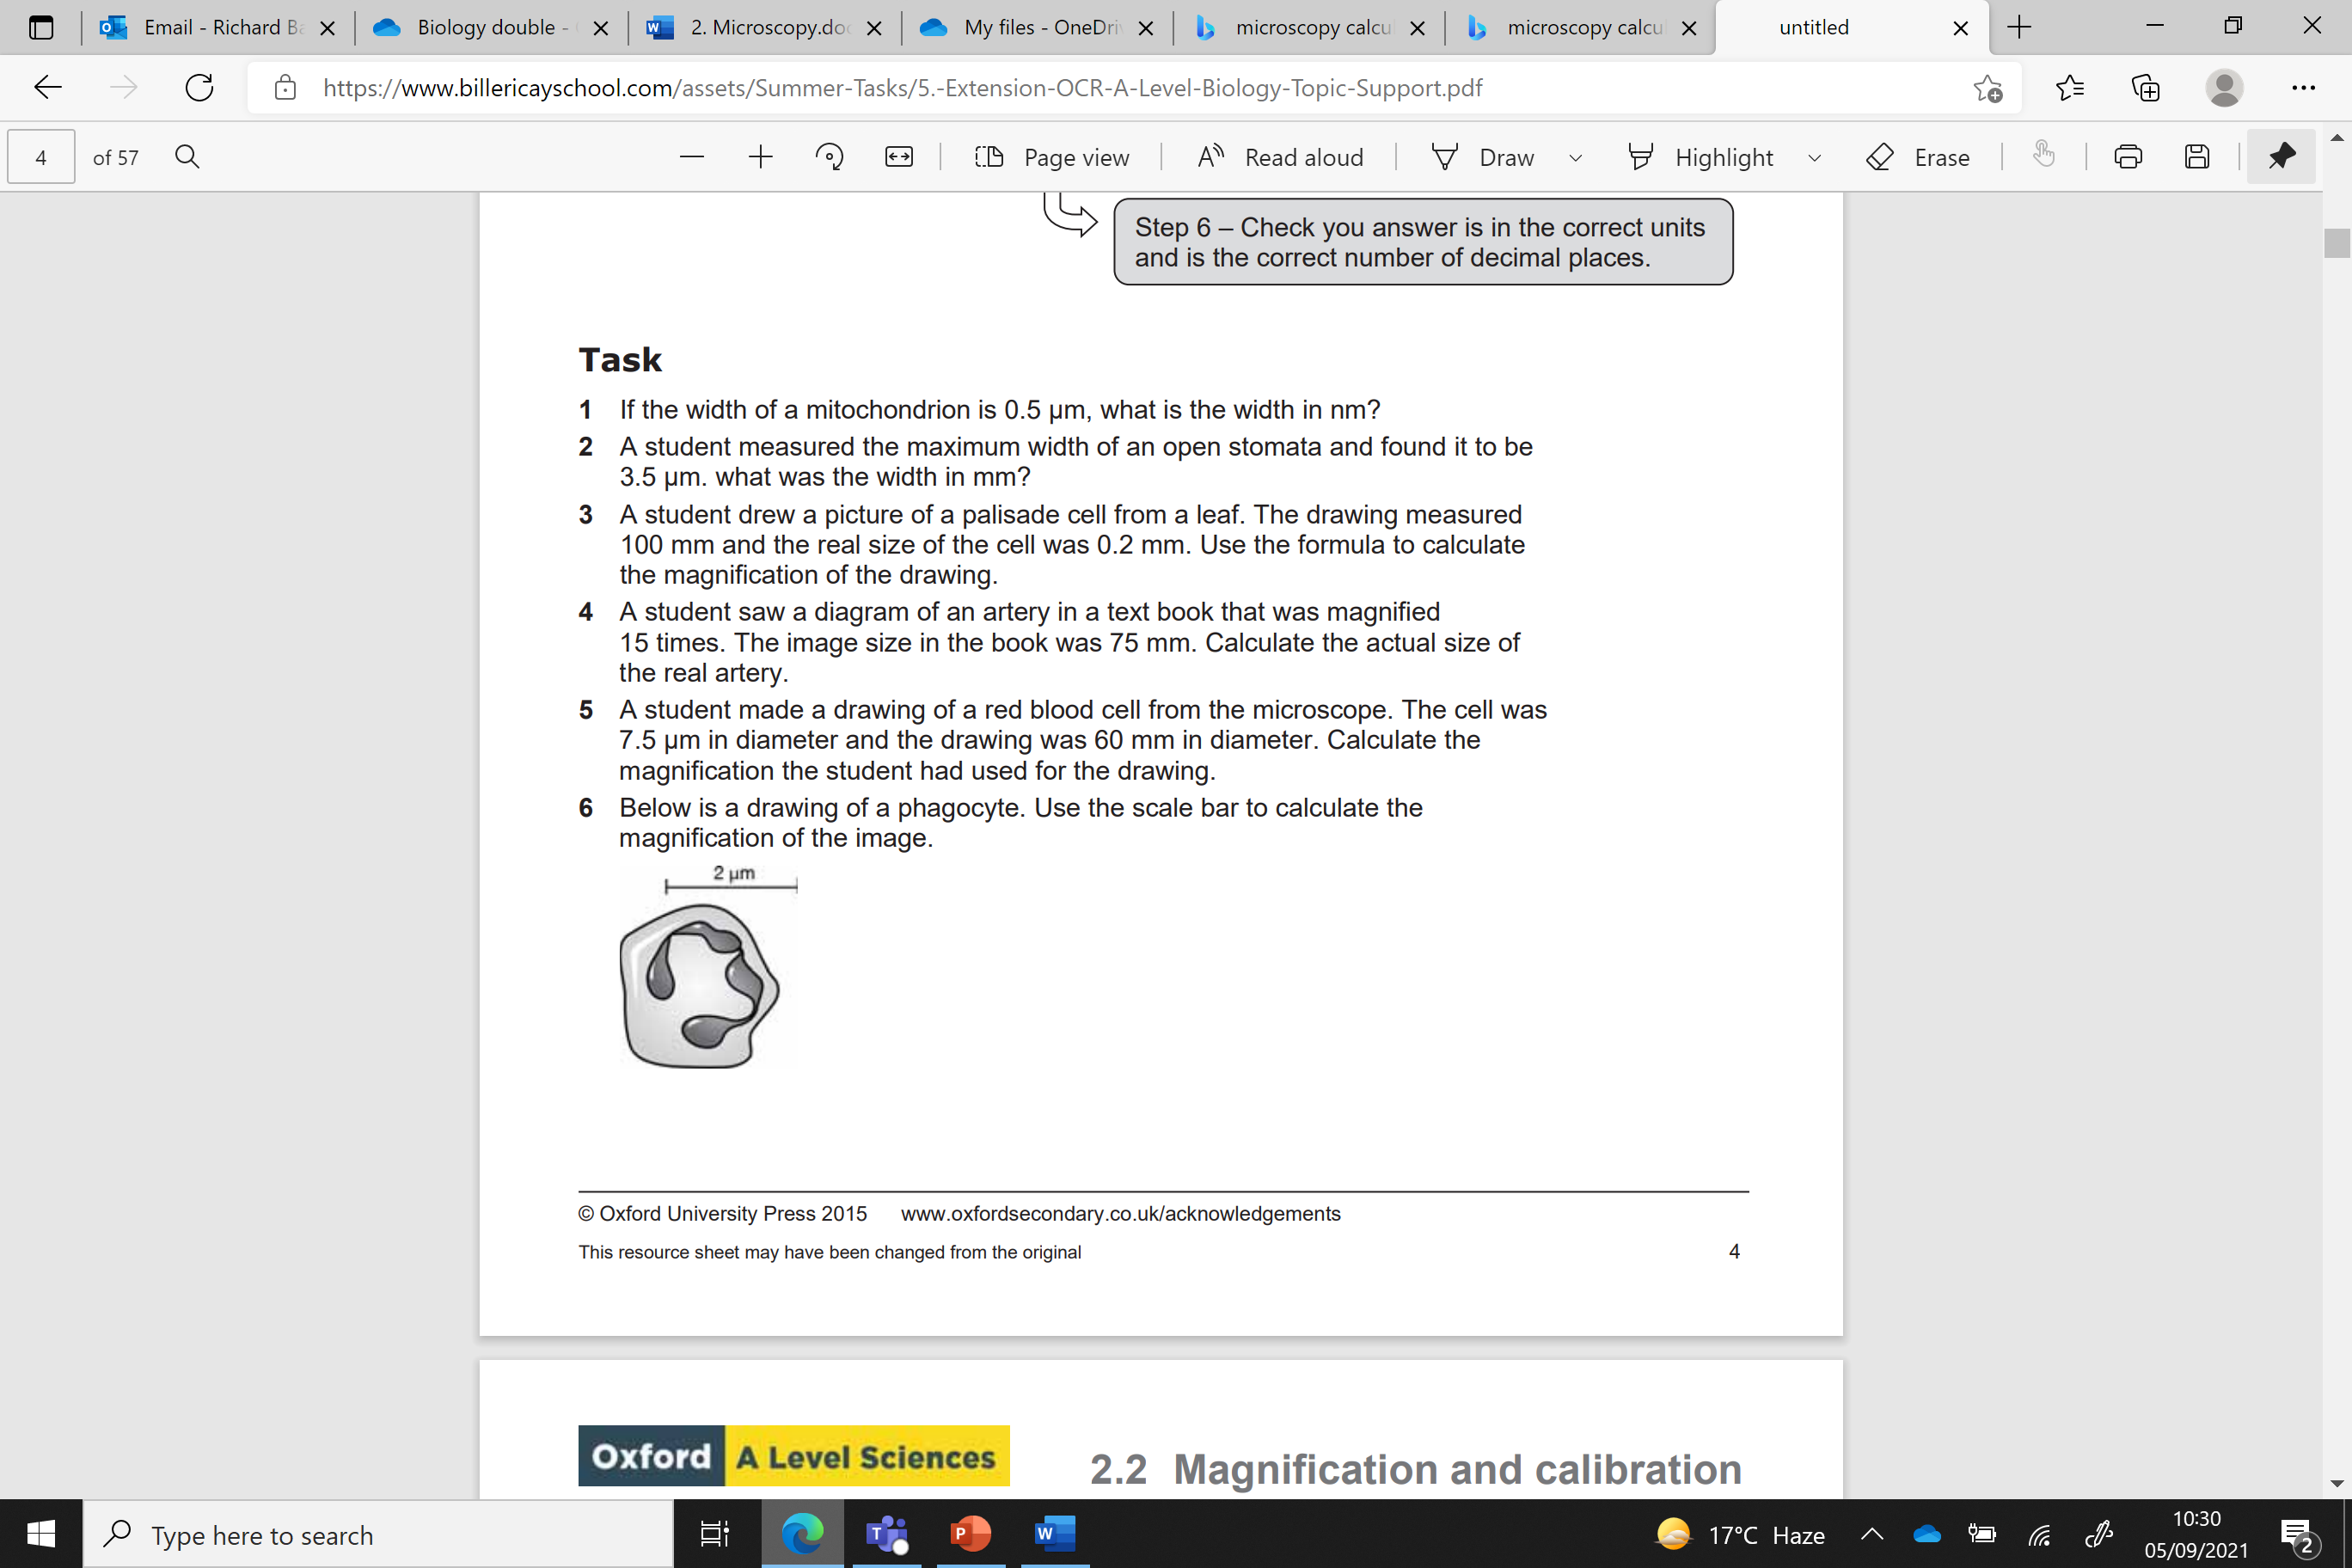 Email - Richard Ba
Biology double -
2. Microscopy.doc
My files - OneDriv
microscopy calcu
microscopy calcu
untitled
https://www.billericayschool.com/assets/Summer-Tasks/5.-Extension-OCR-A-Level-Biology-Topic-Support.pdf
4 of 57
Page view
Read aloud
Draw
Highlight
Erase
Step 6 – Check you answer is in the correct units
and is the correct number of decimal places.
Task
1 If the width of a mitochondrion is 0.5 µm, what is the width in nm?
2 A student measured the maximum width of an open stomata and found it to be
3.5 µm. what was the width in mm?
3 A student drew a picture of a palisade cell from a leaf. The drawing measured
100 mm and the real size of the cell was 0.2 mm. Use the formula to calculate
the magnification of the drawing.
4 A student saw a diagram of an artery in a text book that was magnified
15 times. The image size in the book was 75 mm. Calculate the actual size of
the real artery.
5 A student made a drawing of a red blood cell from the microscope. The cell was
7.5 µm in diameter and the drawing was 60 mm in diameter. Calculate the
magnification the student had used for the drawing.
6 Below is a drawing of a phagocyte. Use the scale bar to calculate the
magnification of the image.
2 µm
© Oxford University Press 2015 www.oxfordsecondary.co.uk/acknowledgements
This resource sheet may have been changed from the original 4
Oxford A Level Sciences
2.2 Magnification and calibration
Type here to search
17°C Haze
10:30
05/09/2021
2